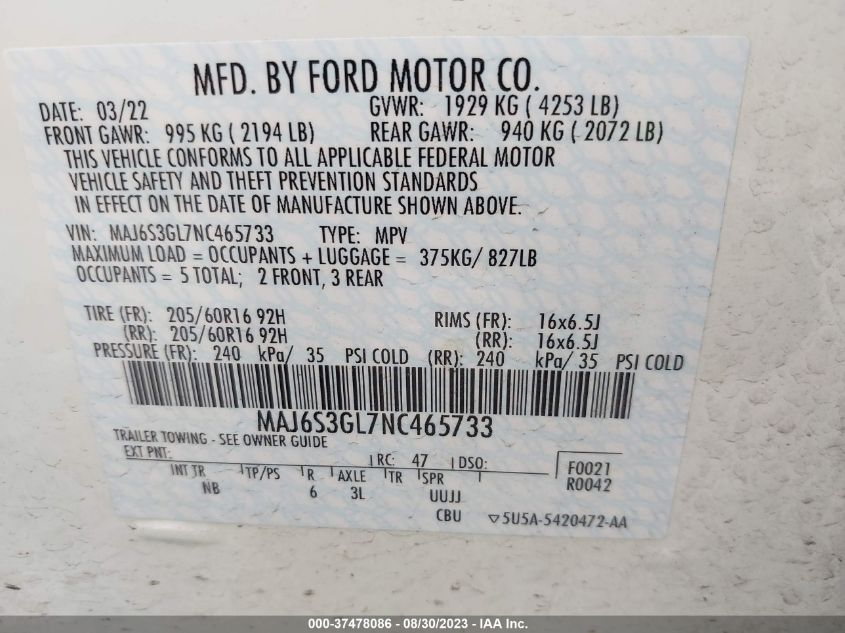 MFD. BY FORD MOTOR CO.
DATE: 03/22 GVWR: 1929 KG ( 4253 LB)
FRONT GAWR: 995 KG ( 2194 LB) REAR GAWR: 940 KG ( 2072 LB)
THIS VEHICLE CONFORMS TO ALL APPLICABLE FEDERAL MOTOR
VEHICLE SAFETY AND THEFT PREVENTION STANDARDS
IN EFFECT ON THE DATE OF MANUFACTURE SHOWN ABOVE.
VIN: MAJ6S3GL7NC465733 TYPE: MPV
MAXIMUM LOAD = OCCUPANTS + LUGGAGE = 375KG/ 827LB
OCCUPANTS = 5 TOTAL; 2 FRONT, 3 REAR
TIRE (FR): 205/60R16 92H RIMS (FR): 16x6.5J
(RR): 205/60R16 92H (RR): 16x6.5J
PRESSURE (FR): 240 kPa/ 35 PSI COLD (RR): 240 kPa/ 35 PSI COLD
MAJ6S3GL7NC465733
TRAILER TOWING - SEE OWNER GUIDE
EXT PNT: RC: 47 DSO: F0021
R0042
INT TR TP/PS R AXLE TR SPR
NB 6 3L UUJJ
CBU ▽5U5A-5420472-AA
000-37478086 - 08/30/2023 - IAA Inc.